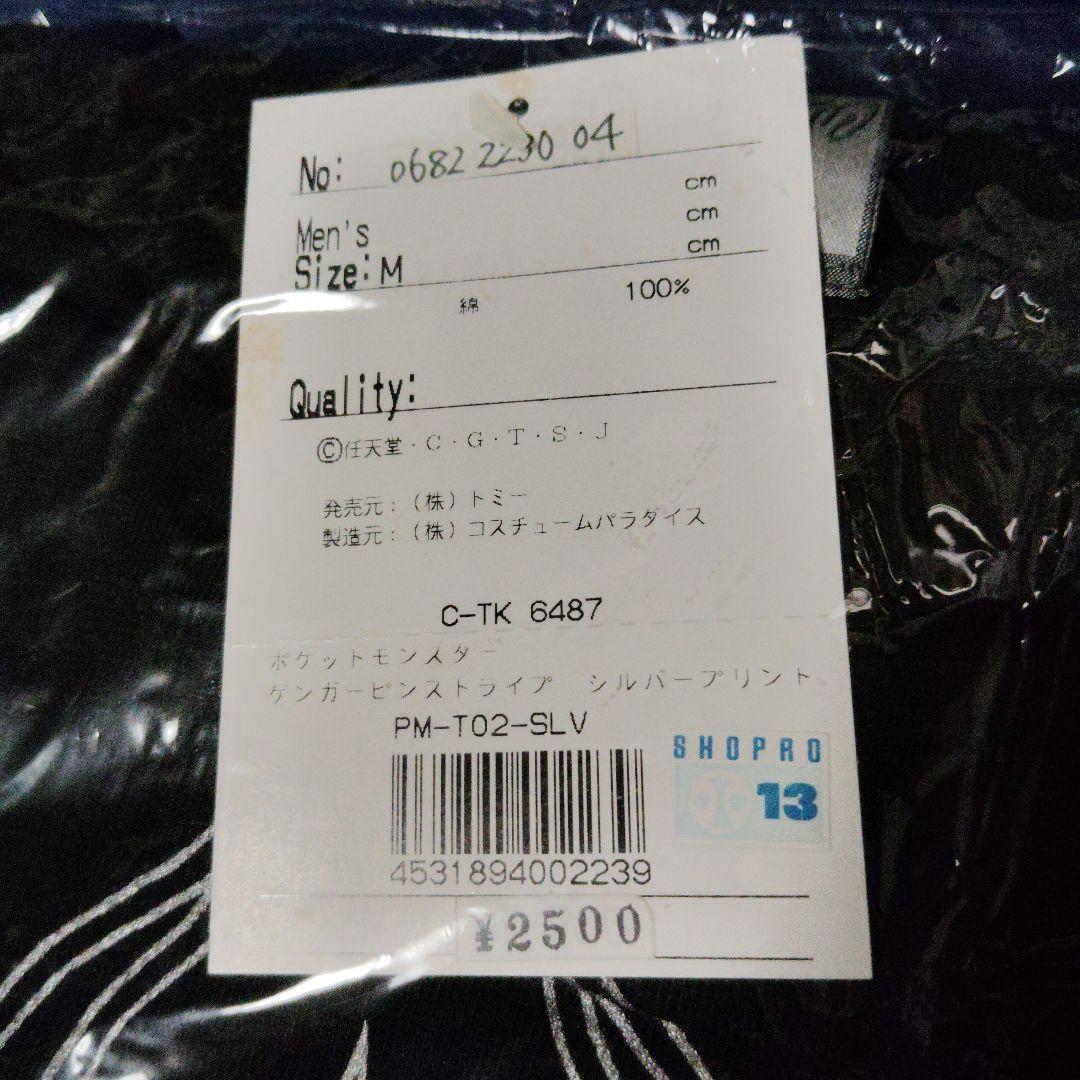 No: 0682 2230 04
cm
Men's cm
Size:M cm
綿 100%
Quality:
©任天堂・C・G・T・S・J
発売元：（株）トミー
製造元：（株）コスチュームパラダイス
C-TK 6487
ポケットモンスター
ゲンガーピンストライプ シルバープリント
PM-T02-SLV
SHOPRO
13
4531894002239
¥2500